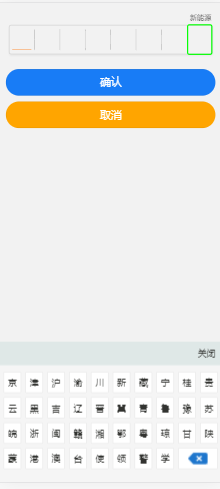 新能源
确认
取消
关闭
京 津 沪 渝 川 新 藏 宁 桂 贵
云 黑 吉 辽 晋 冀 青 鲁 豫 苏
皖 浙 闽 赣 湘 鄂 粤 琼 甘 陕
蒙 港 澳 台 使 领 警 学